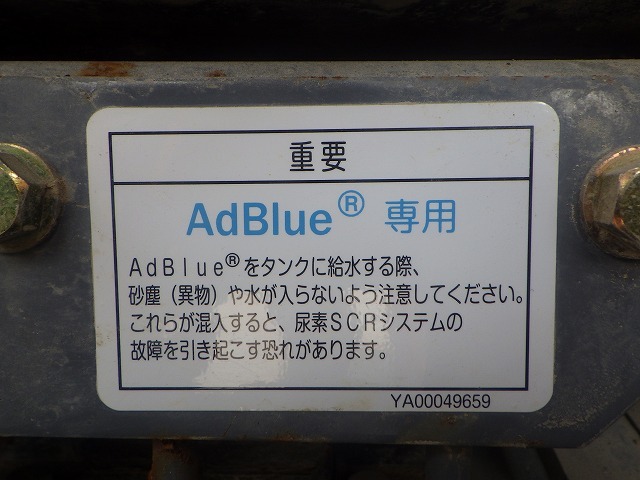 重要
AdBlue® 専用
AdBlue®をタンクに給水する際、
砂塵（異物）や水が入らないよう注意してください。
これらが混入すると、尿素SCRシステムの
故障を引き起こす恐れがあります。
YA00049659